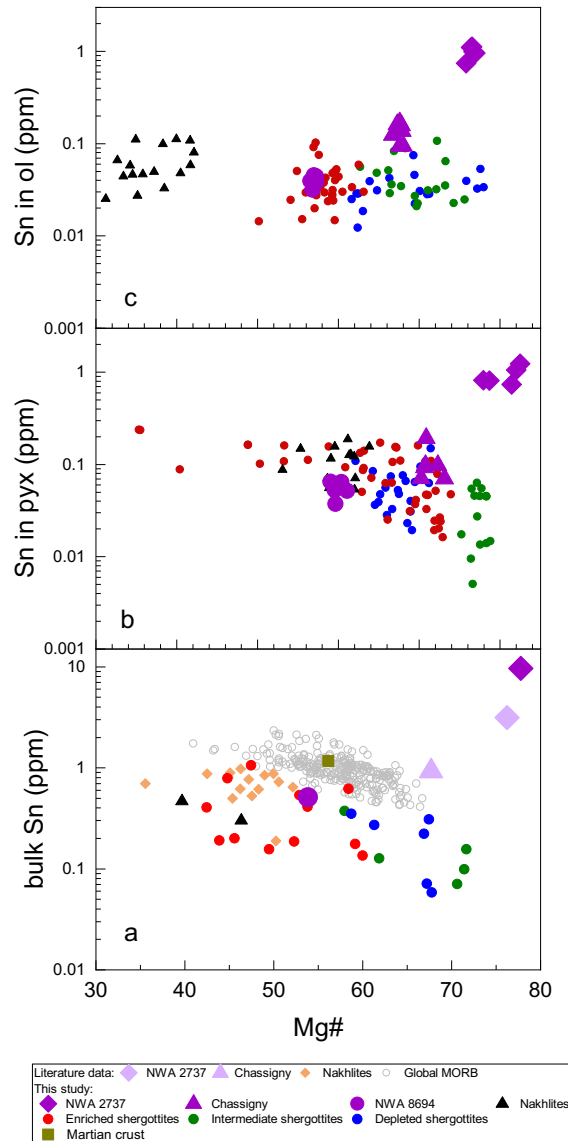 1
0.1
0.01
0.001
Sn in ol (ppm)
c
1
0.1
0.01
0.001
Sn in pyx (ppm)
b
10
1
0.1
0.01
bulk Sn (ppm)
a
30 40 50 60 70 80
Mg#
Literature data: NWA 2737 Chassigny Nakhlites Global MORB
This study:
NWA 2737 Chassigny NWA 8694 Nakhlites
Enriched shergottites Intermediate shergottites Depleted shergottites
Martian crust